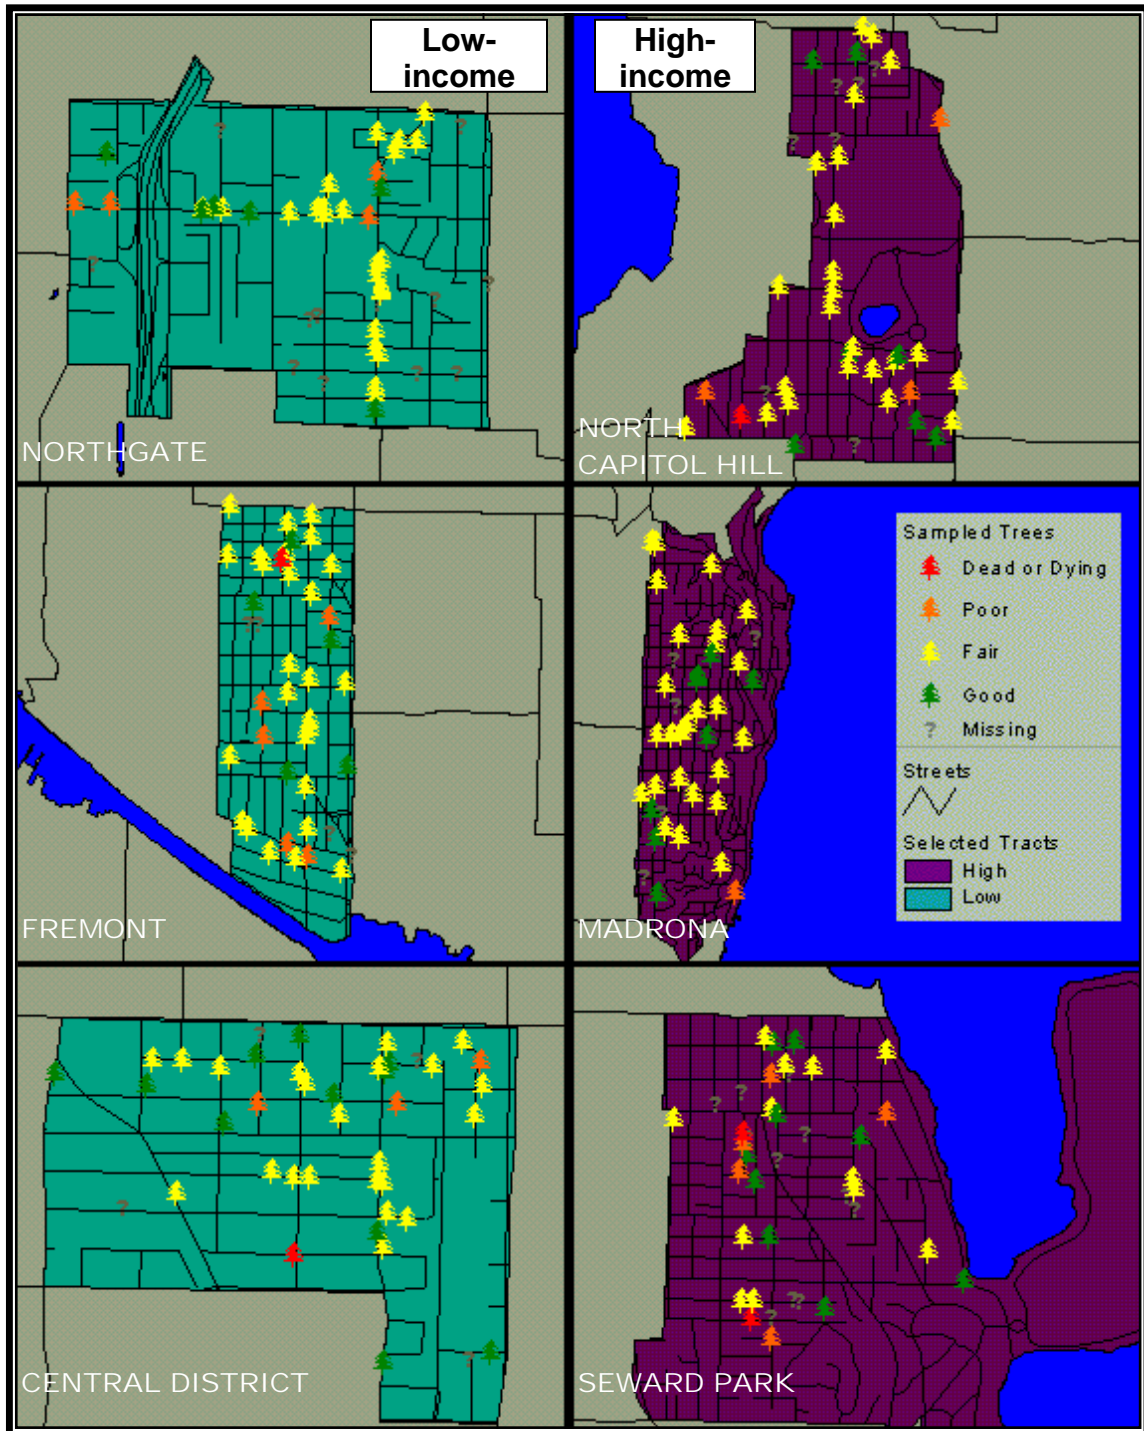 Low-
income
High-
income
NORTHGATE
NORTH
CAPITOL HILL
FREMONT
MADRONA
Sampled Trees
Dead or Dying
Poor
Fair
Good
? Missing
Streets
Selected Tracts
High
Low
CENTRAL DISTRICT
SEWARD PARK